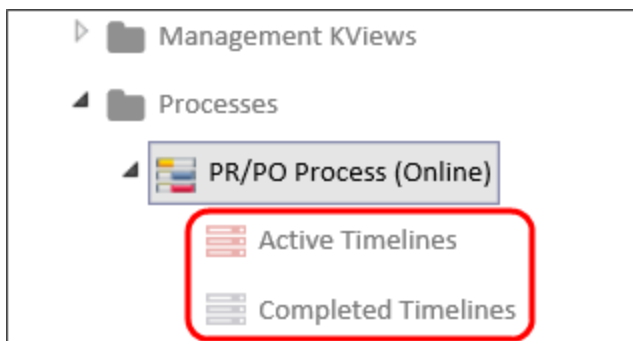 Management KViews
Processes
PR/PO Process (Online)
Active Timelines
Completed Timelines